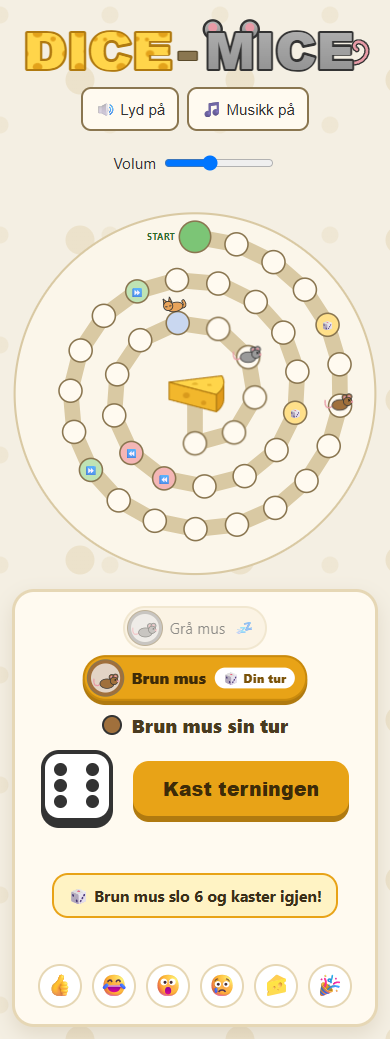 DICE-MICE
Lyd på
Musikk på
Volum
START
Grå mus
Brun mus
Din tur
Brun mus sin tur
Kast terningen
Brun mus slo 6 og kaster igjen!